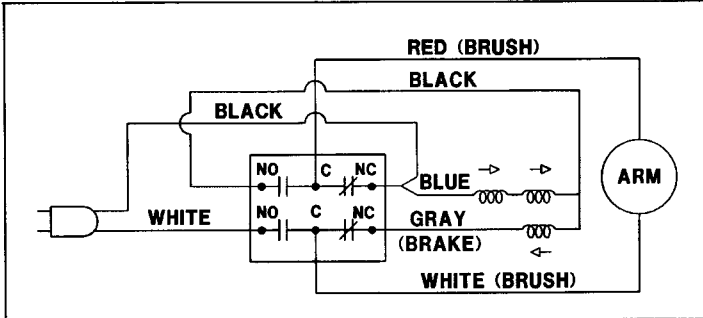 RED (BRUSH)
BLACK
BLACK
NO C NC
BLUE
ARM
WHITE
NO C NC
GRAY
(BRAKE)
WHITE (BRUSH)